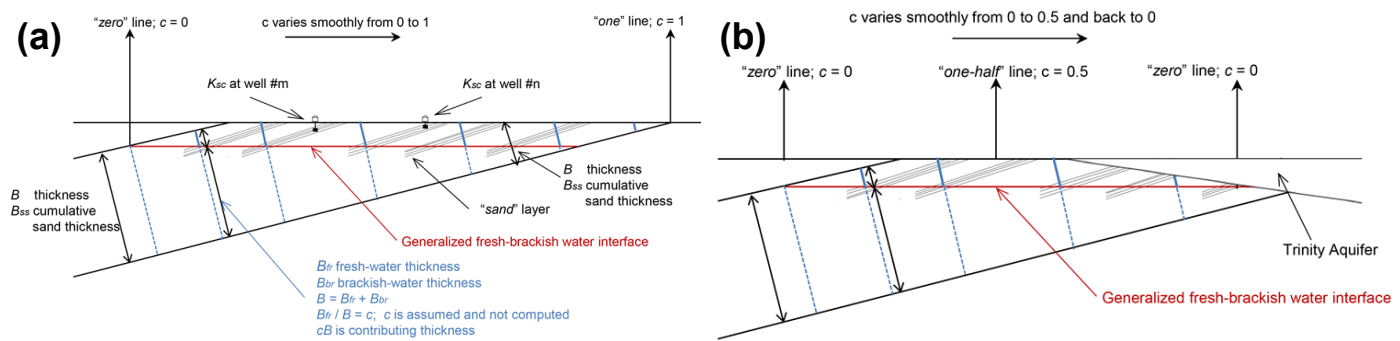 (a)
"zero" line; c = 0
c varies smoothly from 0 to 1
"one" line; c = 1
Ksc at well #m
Ksc at well #n
B thickness
Bss cumulative
sand thickness
B thickness
Bss cumulative
sand thickness
"sand" layer
Generalized fresh-brackish water interface
Bfr fresh-water thickness
Bbr brackish-water thickness
B = Bfr + Bbr
Bfr / B = c; c is assumed and not computed
cB is contributing thickness
(b)
c varies smoothly from 0 to 0.5 and back to 0
"zero" line; c = 0
"one-half" line; c = 0.5
"zero" line; c = 0
Trinity Aquifer
Generalized fresh-brackish water interface